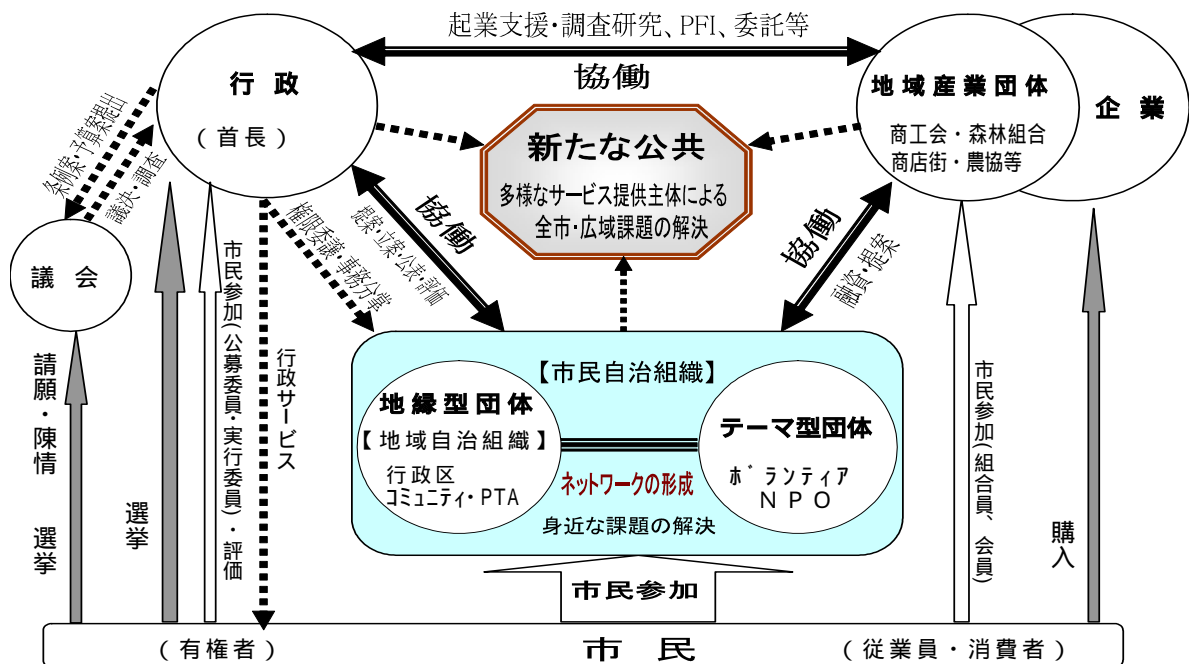 起業支援・調査研究、PFI、委託等
協働
行政
(首長)
地域産業団体
商工会・森林組合
商店街・農協等
企業
新たな公共
多様なサービス提供主体による
全市・広域課題の解決
条例案・予算案提出
議決・調査
議会
権限委譲・事務分掌
提案・立案・公表・評価
協働
協働
融資・提案
【市民自治組織】
地縁型団体
【地域自治組織】
行政区
コミュニティ・PTA
テーマ型団体
ボランティア
NPO
ネットワークの形成
身近な課題の解決
請願・陳情
選挙
選挙
市民参加(公募委員・実行委員)・評価
行政サービス
市民参加(組合員、会員)
購入
市民参加
(有権者)
市民
(従業員・消費者)